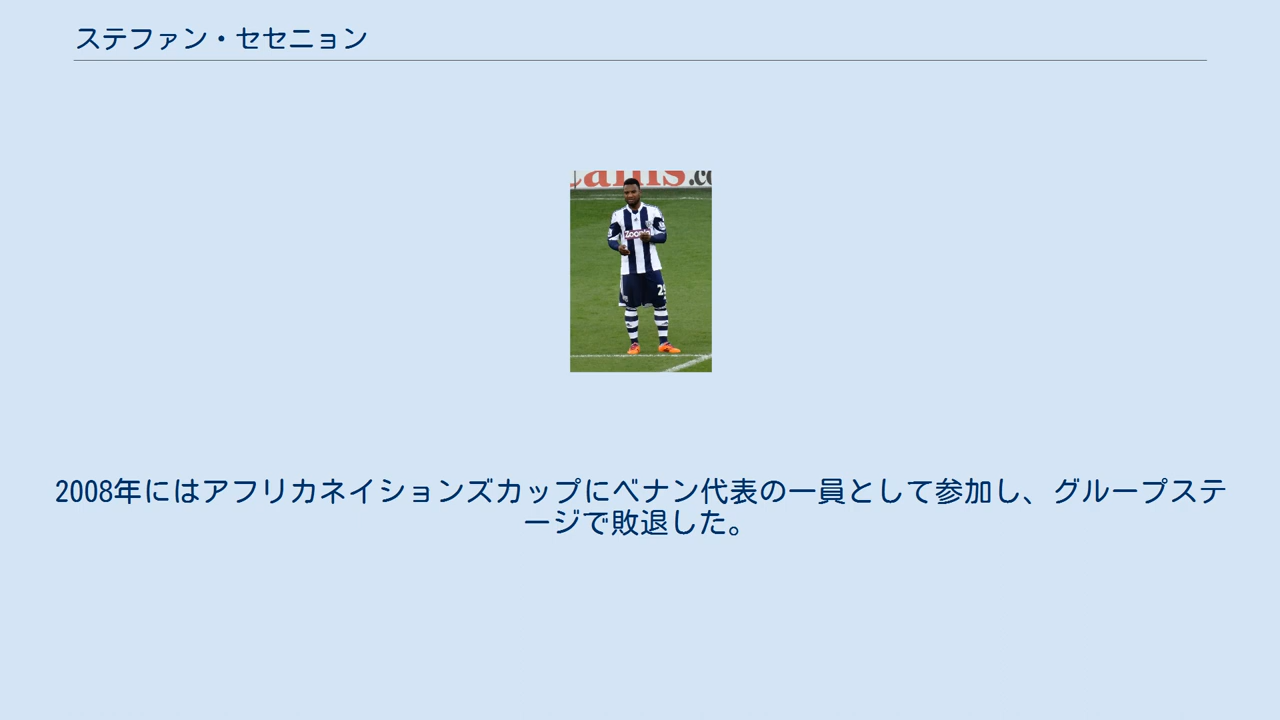 ステファン・セセニョン
2008年にはアフリカネイションズカップにベナン代表の一員として参加し、グループステ
ージで敗退した。